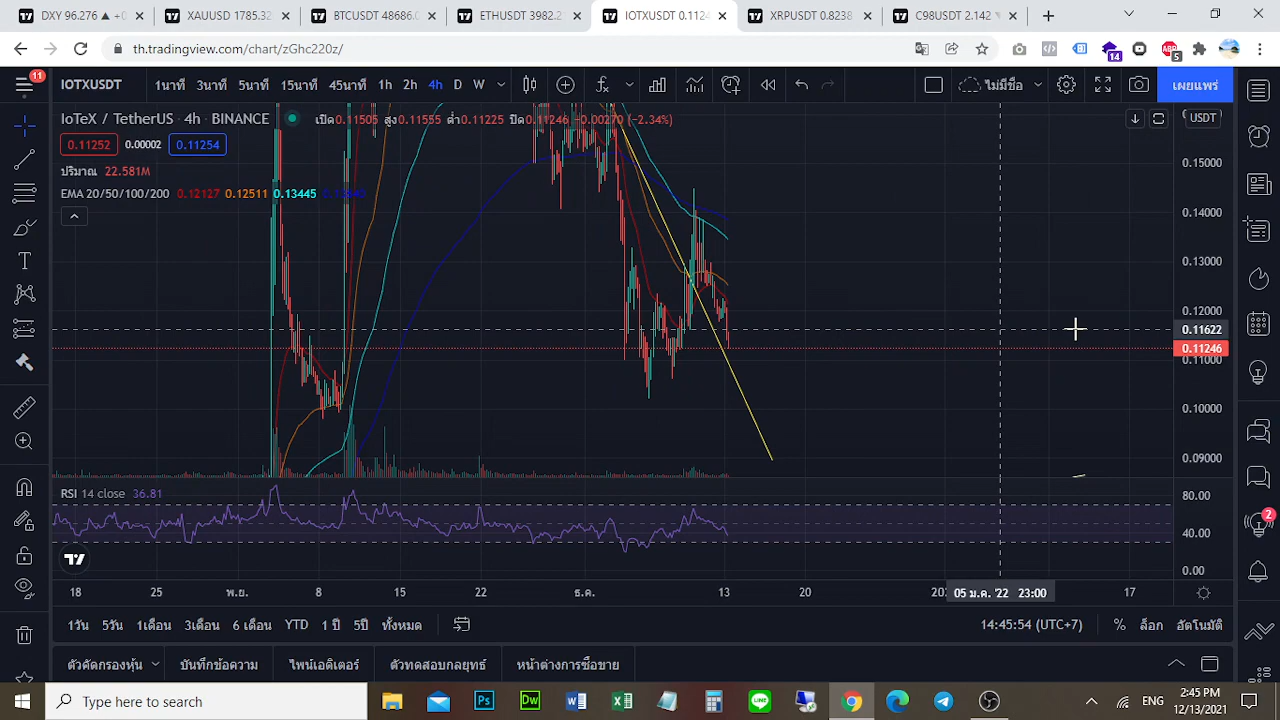 DXY 96.276 ▲ +0
XAUUSD 1785.32
BTCUSDT 48686.0
ETHUSDT 3982.2
IOTXUSDT 0.1124
XRPUSDT 0.8238
C98USDT 2.142 ▼
th.tradingview.com/chart/zGhc220z/
14
ABP
5
11
IOTXUSDT
1นาที
3นาที
5นาที
15นาที
45นาที
1h
2h
4h
D
W
ไม่มีชื่อ
เผยแพร่
IoTeX / TetherUS · 4h · BINANCE
เปิด0.11505 สูง0.11555 ต่ำ0.11225 ปิด0.11246 −0.00270 (−2.34%)
USDT
0.11252
0.00002
0.11254
ปริมาณ 22.581M
EMA 20/50/100/200 0.12127 0.12511 0.13445
0.15000
0.14000
0.13000
0.12000
0.11622
0.11246
0.11000
0.10000
0.09000
RSI 14 close 36.81
80.00
40.00
0.00
2
18
25
พ.ย.
8
15
22
ธ.ค.
13
20
05 ม.ค. '22 23:00
17
1วัน
5วัน
1เดือน
3เดือน
6 เดือน
YTD
1 ปี
5ปี
ทั้งหมด
14:45:54 (UTC+7)
%
ล็อก
อัตโนมัติ
ตัวคัดกรองหุ้น
บันทึกข้อความ
ไพน์เอดิเตอร์
ตัวทดสอบกลยุทธ์
หน้าต่างการซื้อขาย
Type here to search
Ps
Dw
LINE
ENG
2:45 PM
12/13/2021